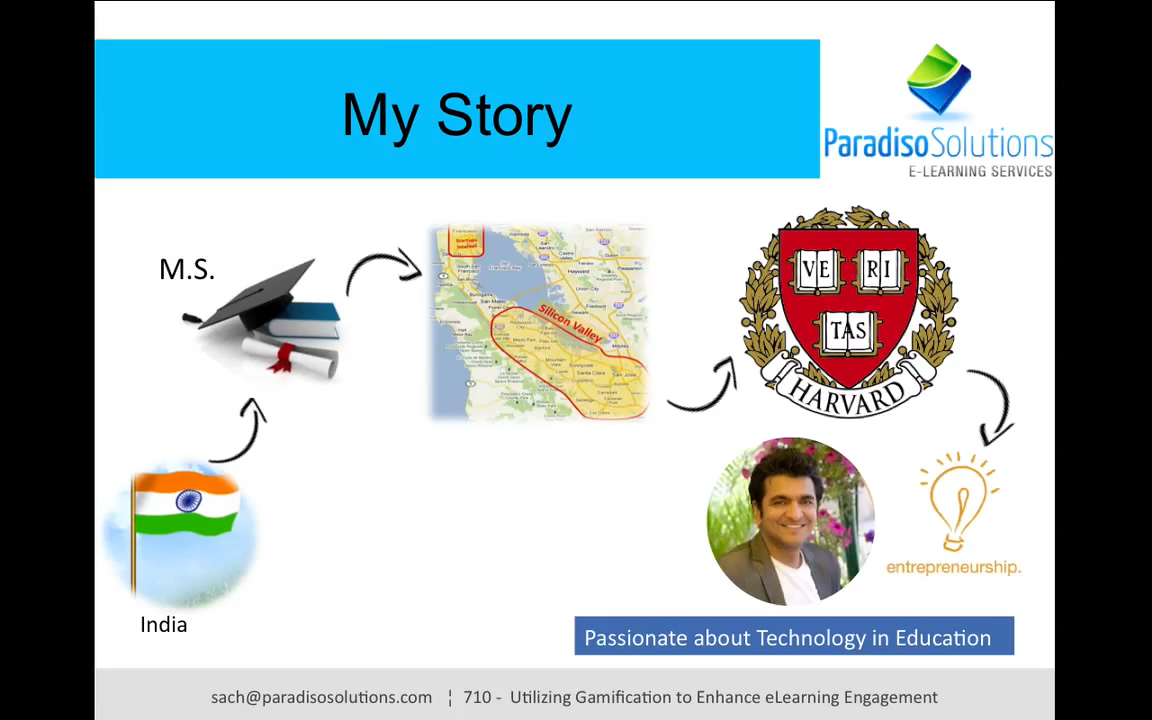 My Story
ParadisoSolutions
E-LEARNING SERVICES
M.S.
Silicon Valley
VE RI
TAS
HARVARD
entrepreneurship.
India
Passionate about Technology in Education
sach@paradisosolutions.com ¦ 710 - Utilizing Gamification to Enhance eLearning Engagement